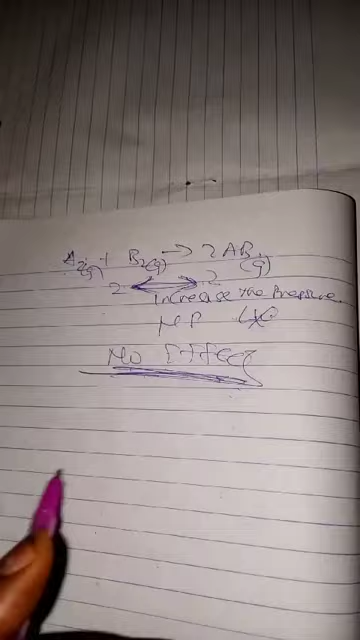 A2(g) + B2(g) → 2AB(g)
2 ↔ 2
increase the Pressure.
No Effect